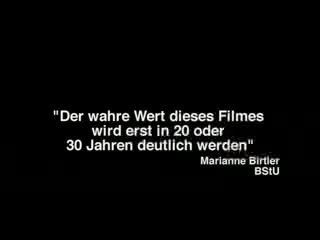 "Der wahre Wert dieses Filmes
wird erst in 20 oder
30 Jahren deutlich werden"
Marianne Birtler
BStU